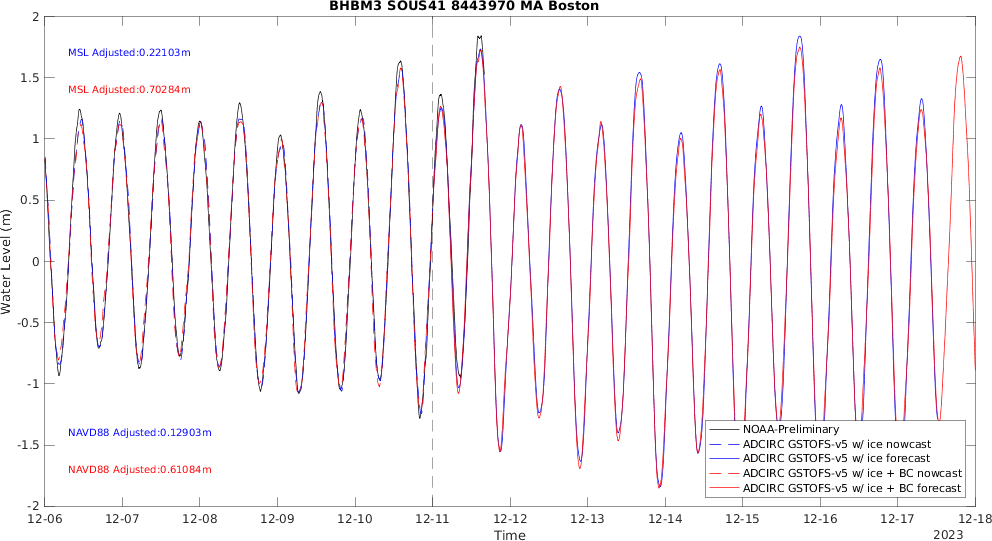 BHBM3 SOUS41 8443970 MA Boston
2
1.5
1
0.5
0
-0.5
-1
-1.5
-2
Water Level (m)
MSL Adjusted:0.22103m
MSL Adjusted:0.70284m
NAVD88 Adjusted:0.12903m
NAVD88 Adjusted:0.61084m
NOAA-Preliminary
ADCIRC GSTOFS-v5 w/ ice nowcast
ADCIRC GSTOFS-v5 w/ ice forecast
ADCIRC GSTOFS-v5 w/ ice + BC nowcast
ADCIRC GSTOFS-v5 w/ ice + BC forecast
12-06 12-07 12-08 12-09 12-10 12-11 12-12 12-13 12-14 12-15 12-16 12-17 12-18
Time
2023